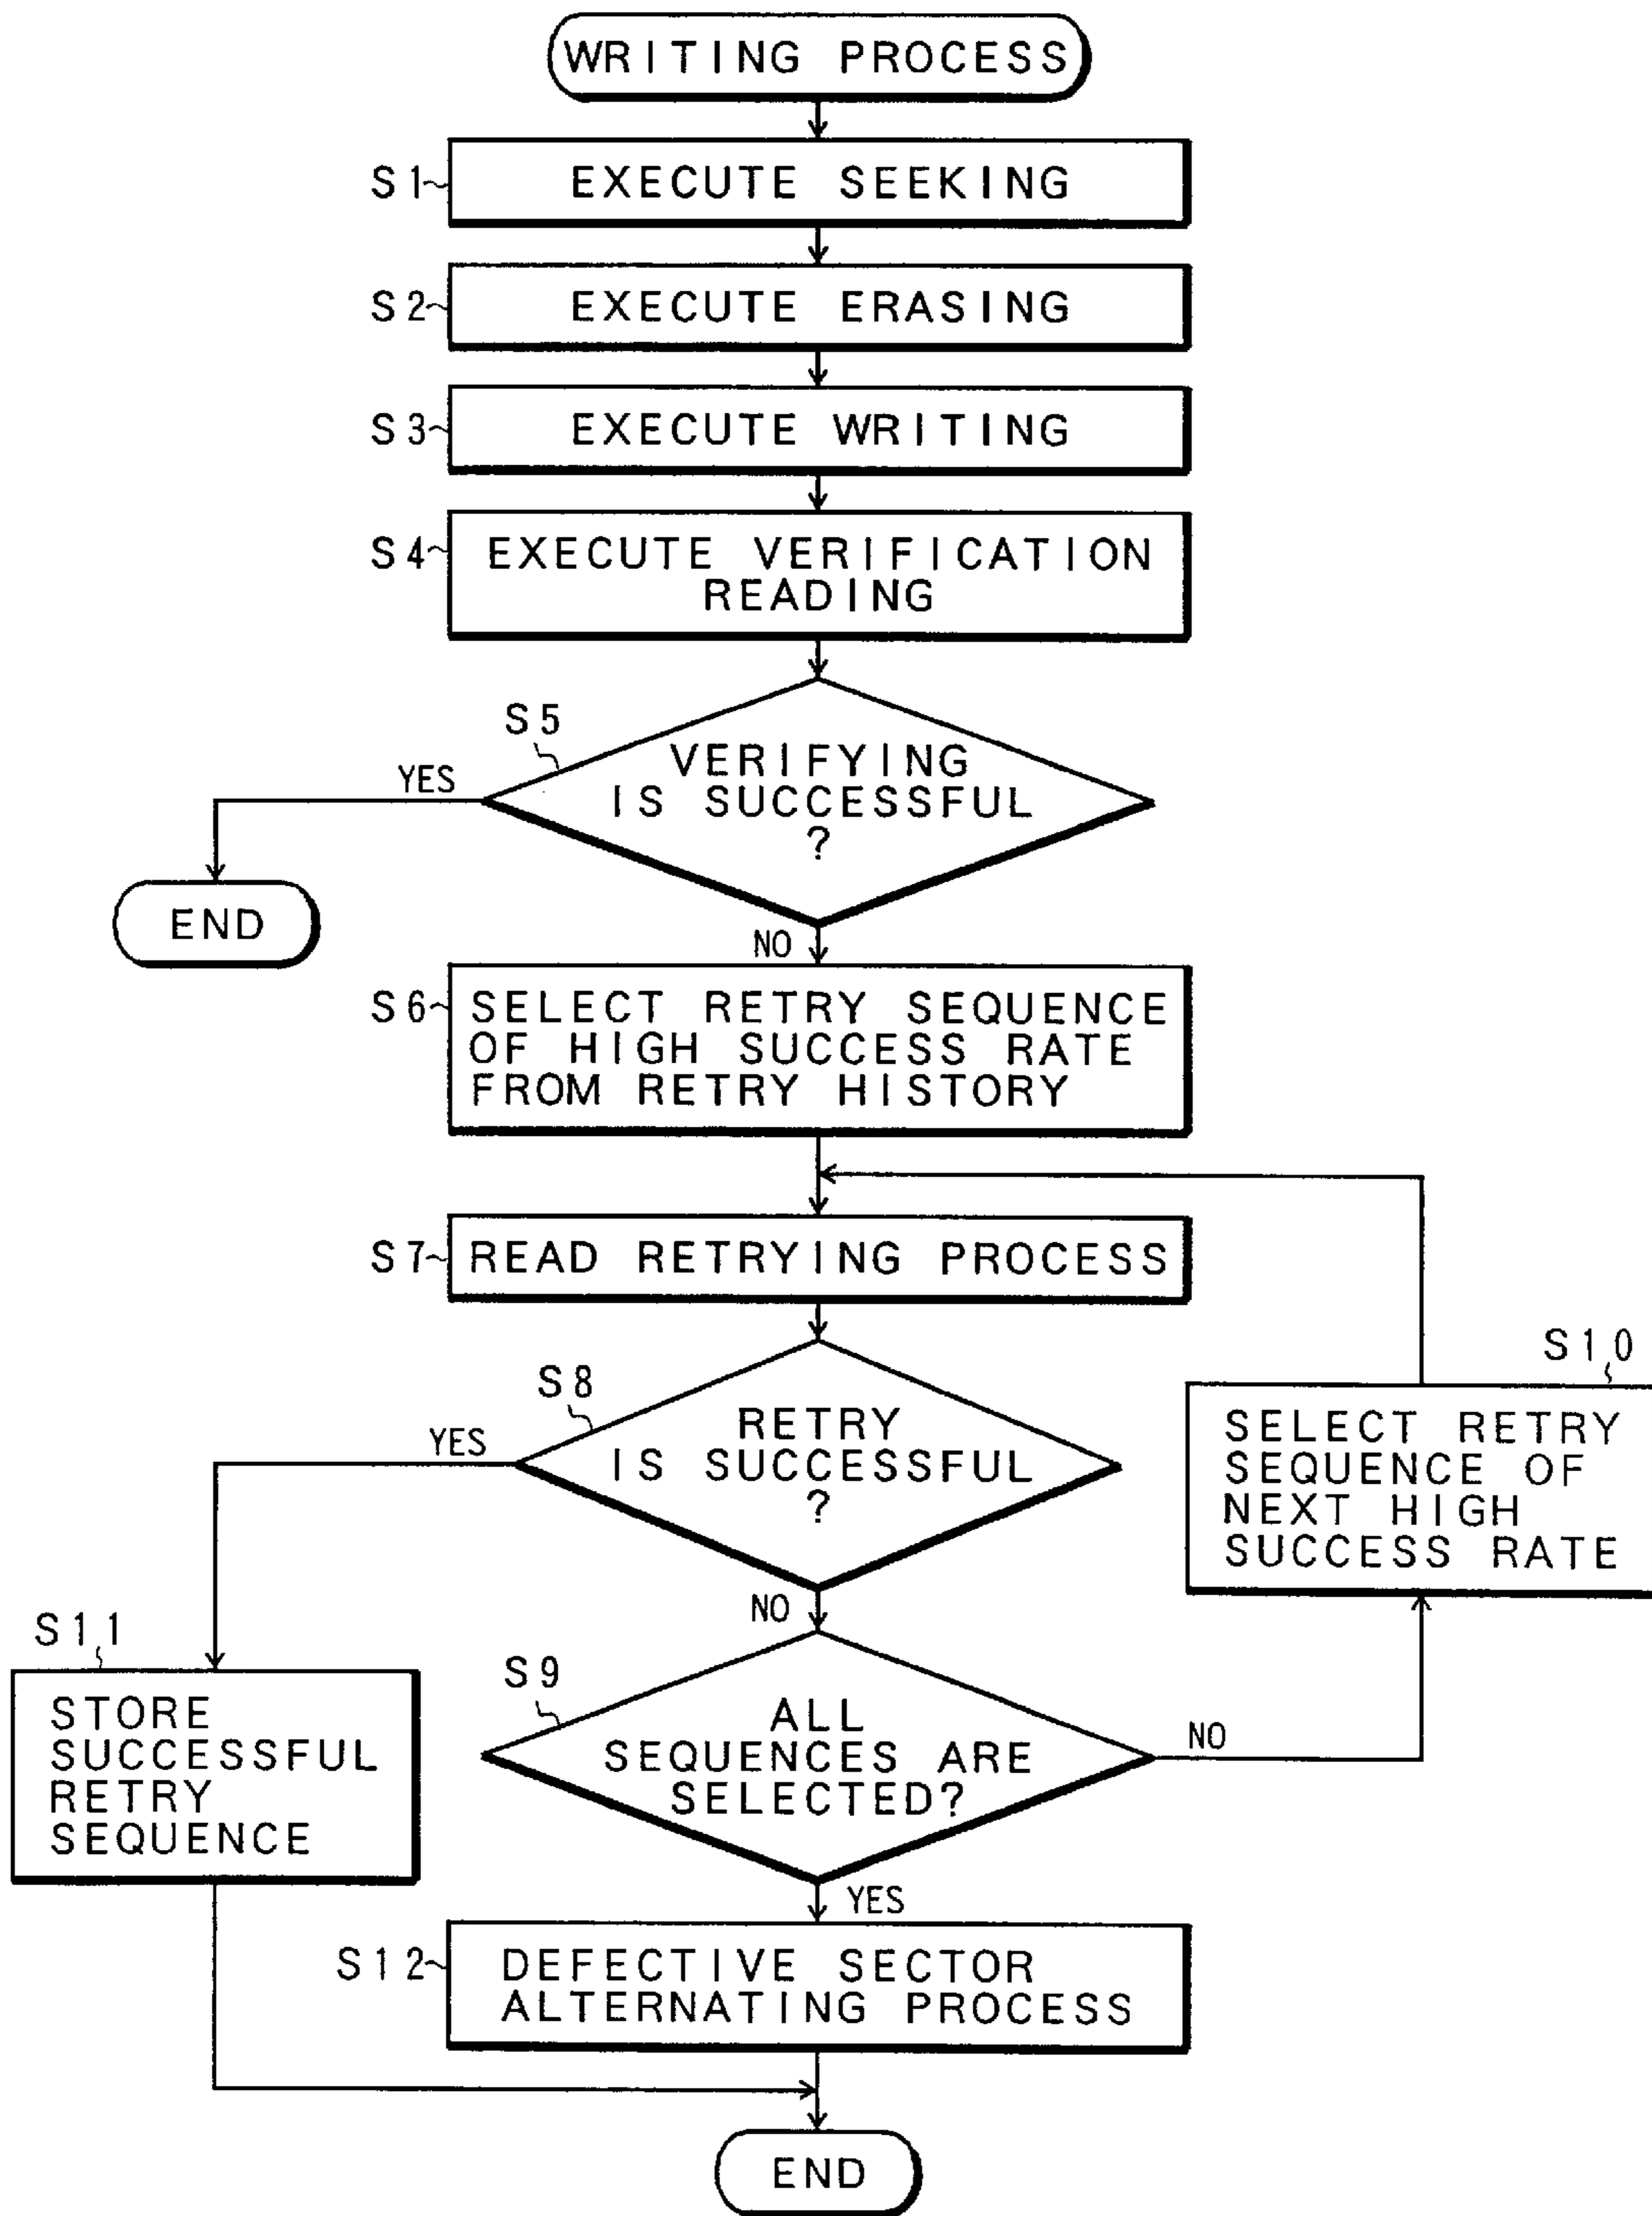 WRITING PROCESS
S1
EXECUTE SEEKING
S2
EXECUTE ERASING
S3
EXECUTE WRITING
S4
EXECUTE VERIFICATION
READING
S5
VERIFYING
IS SUCCESSFUL
?
YES
END
NO
S6
SELECT RETRY SEQUENCE
OF HIGH SUCCESS RATE
FROM RETRY HISTORY
S7
READ RETRYING PROCESS
S8
RETRY
IS SUCCESSFUL
?
YES
NO
S10
SELECT RETRY
SEQUENCE OF
NEXT HIGH
SUCCESS RATE
S11
STORE
SUCCESSFUL
RETRY
SEQUENCE
S9
ALL
SEQUENCES ARE
SELECTED?
NO
YES
S12
DEFECTIVE SECTOR
ALTERNATING PROCESS
END